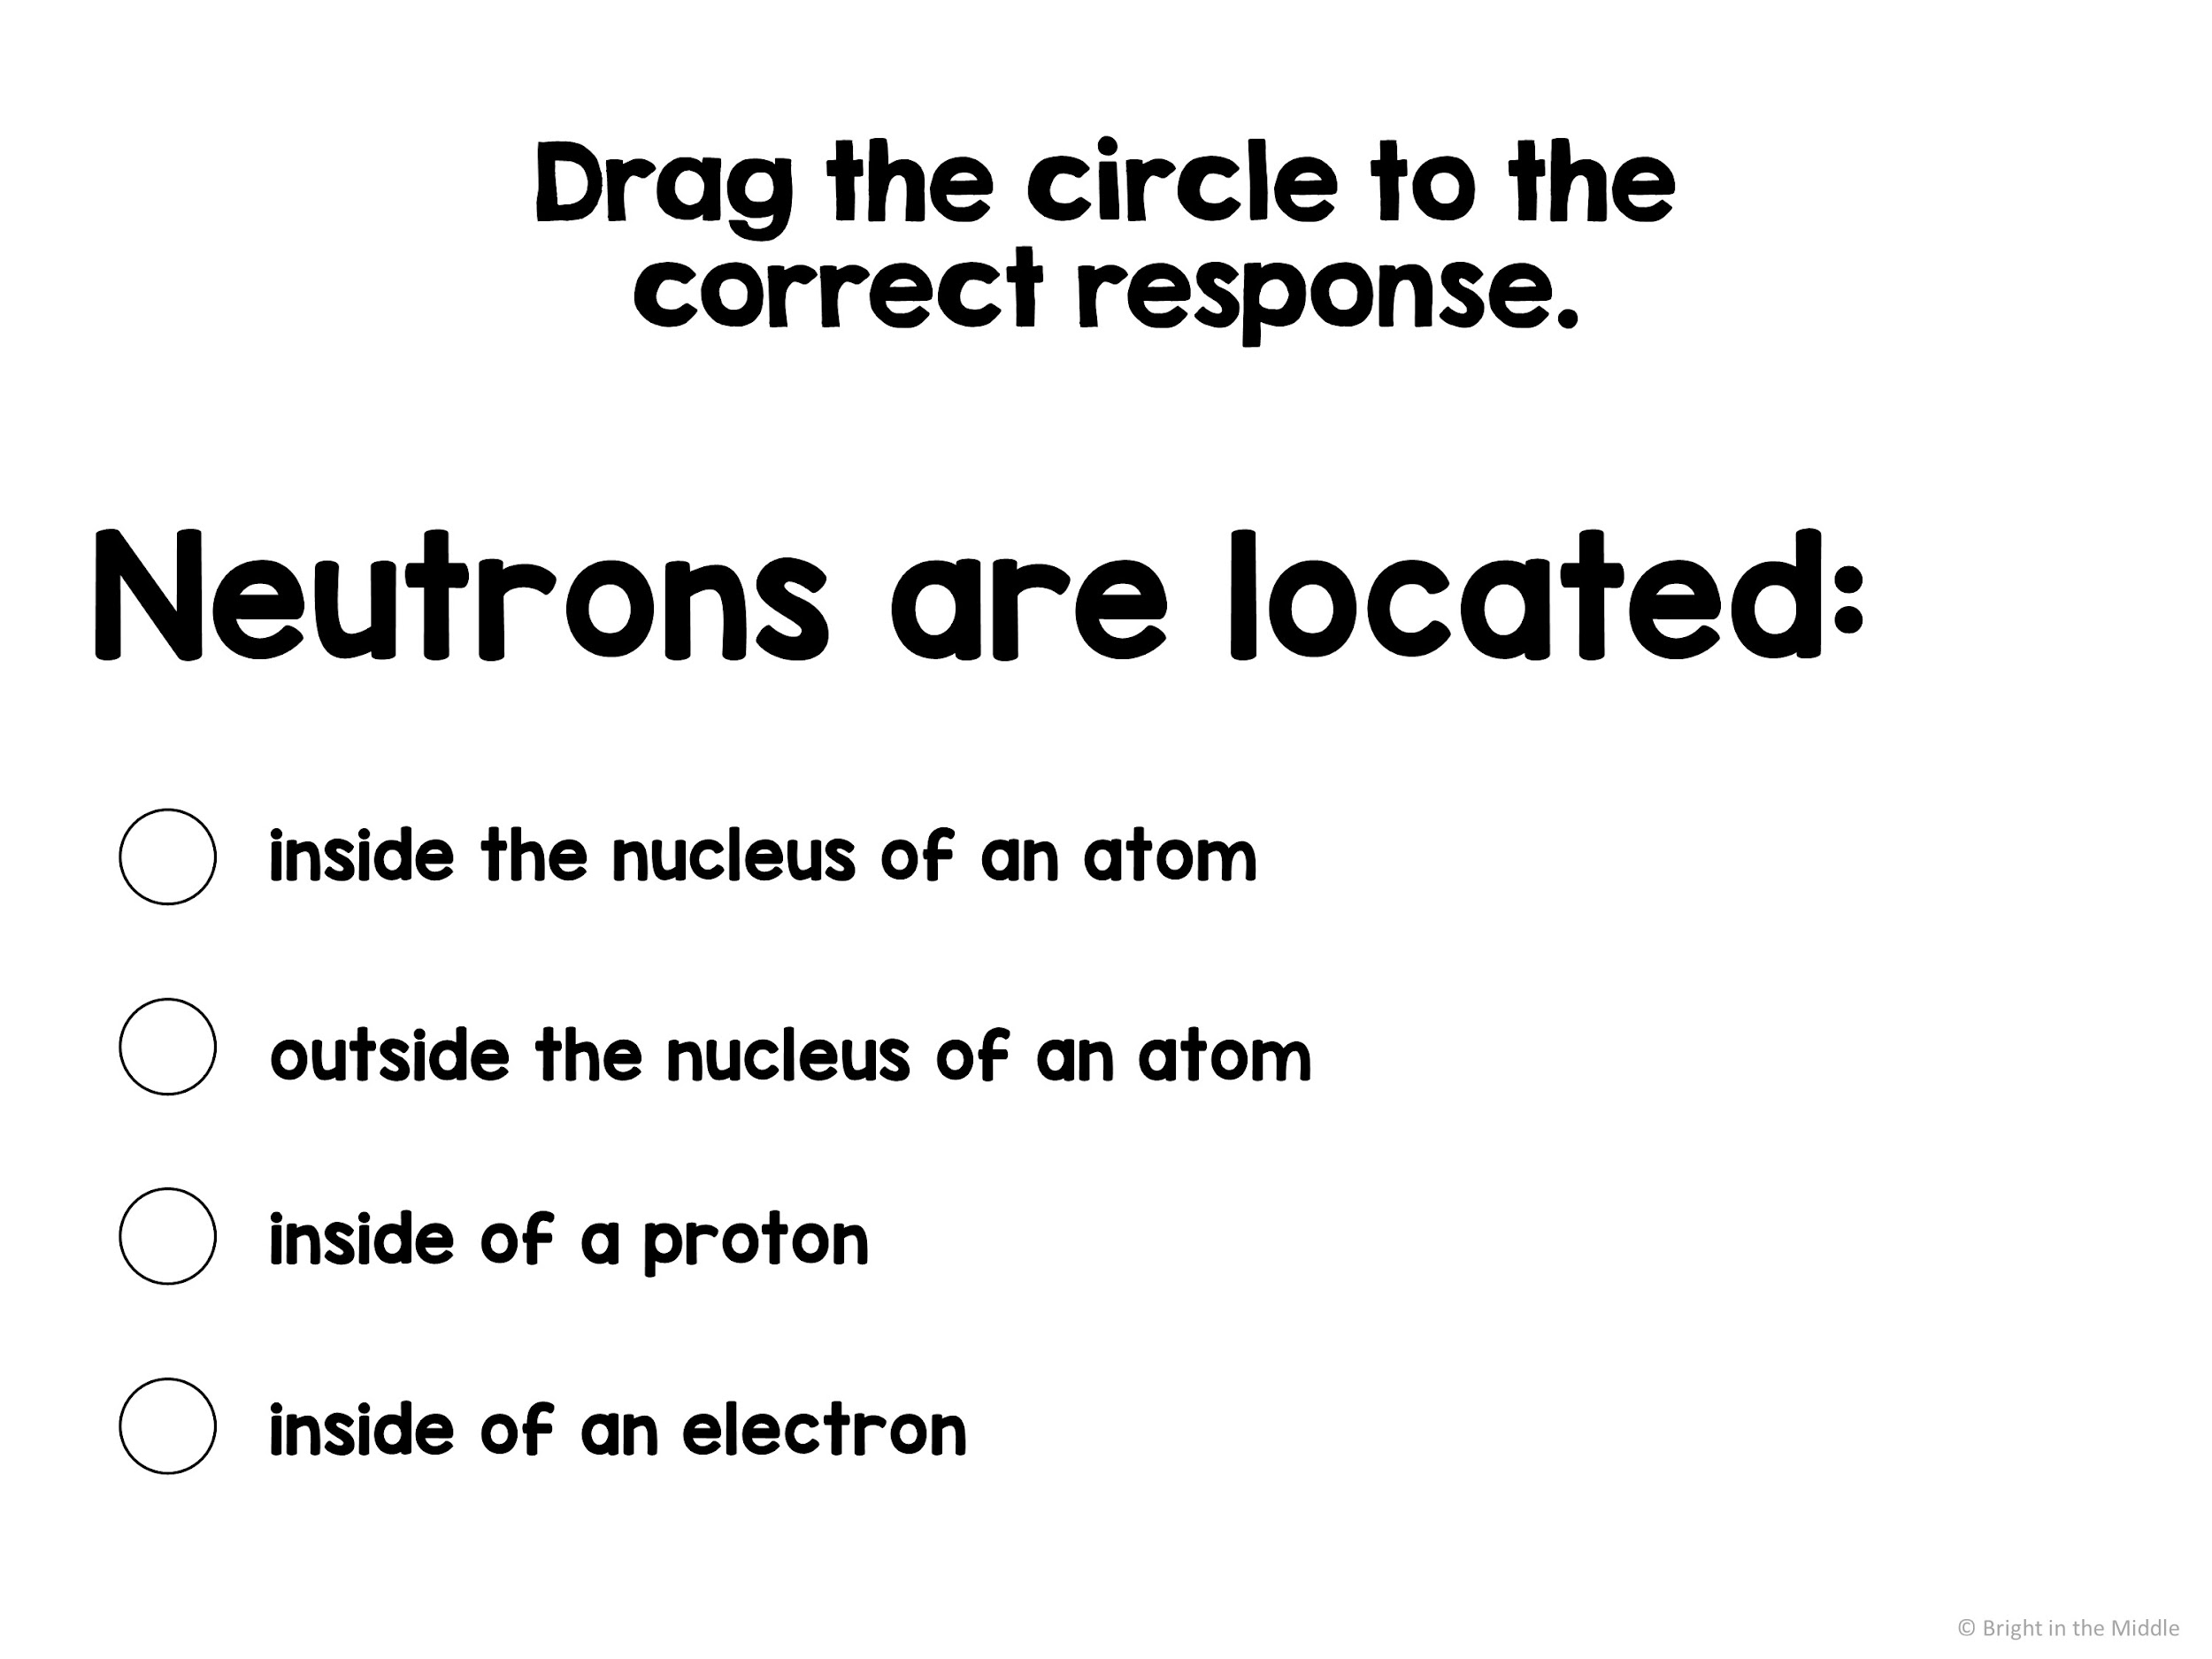 Drag the circle to the
correct response.
Neutrons are located:
inside the nucleus of an atom
outside the nucleus of an atom
inside of a proton
inside of an electron
© Bright in the Middle